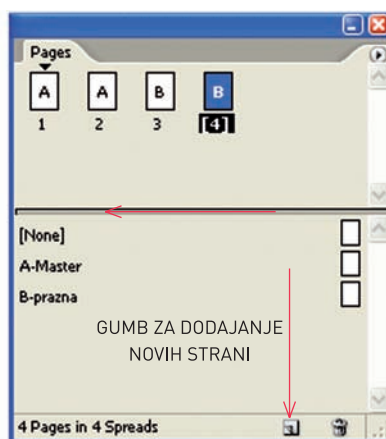 Pages
A A B B
1 2 3 [4]
[None]
A-Master
B-prazna
GUMB ZA DODAJANJE
NOVIH STRANI
4 Pages in 4 Spreads